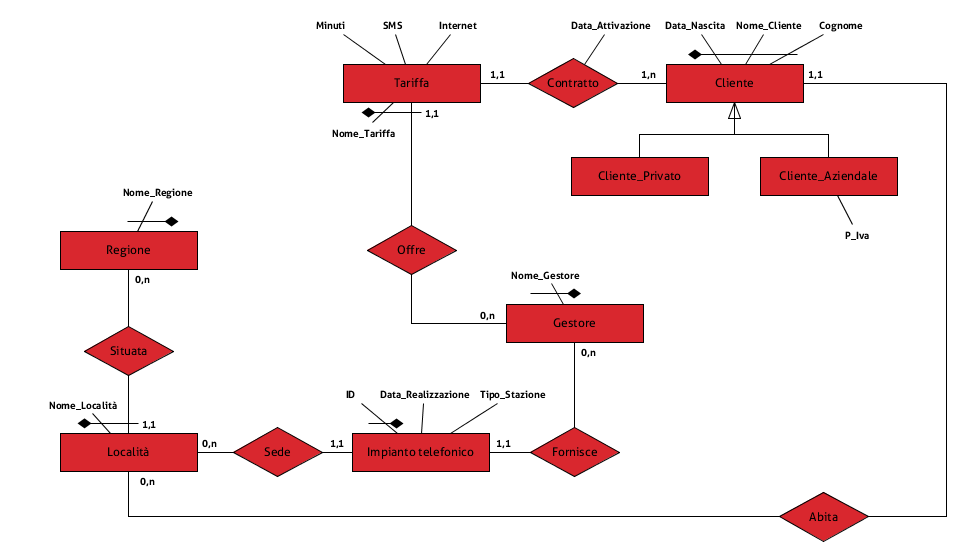 Minuti SMS Internet Data_Attivazione Data_Nascita Nome_Cliente Cognome
Tariffa 1,1 Contratto 1,n Cliente 1,1
1,1
Nome_Tariffa
Cliente_Privato Cliente_Aziendale
Nome_Regione
P_Iva
Regione Offre
0,n
Nome_Gestore
0,n Gestore
Situata 0,n
ID Data_Realizzazione Tipo_Stazione
Nome_Località
1,1
Località 0,n Sede 1,1 Impianto telefonico 1,1 Fornisce
0,n
Abita